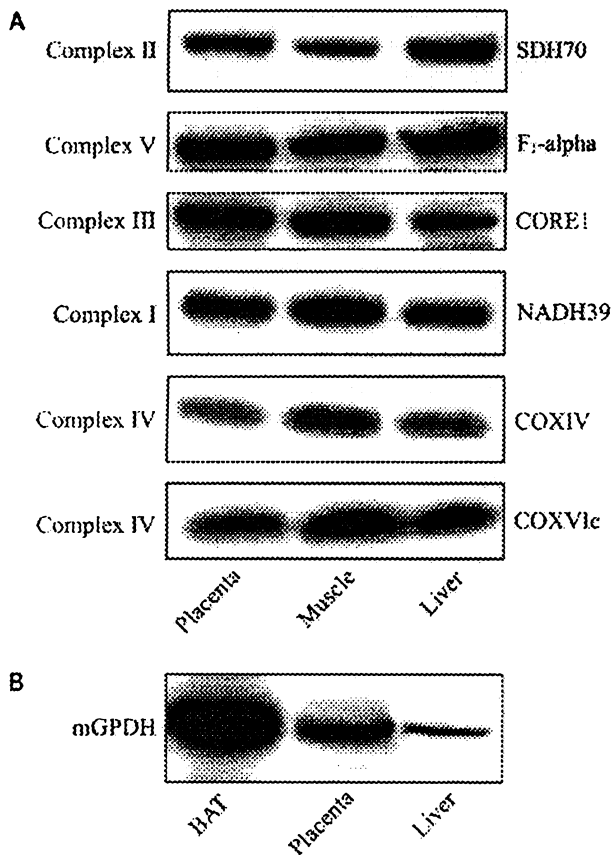 A
Complex II SDH70
Complex V F₁-alpha
Complex III CORE1
Complex I NADH39
Complex IV COXIV
Complex IV COXVIc
Placenta Muscle Liver
B
mGPDH
BAT Placenta Liver